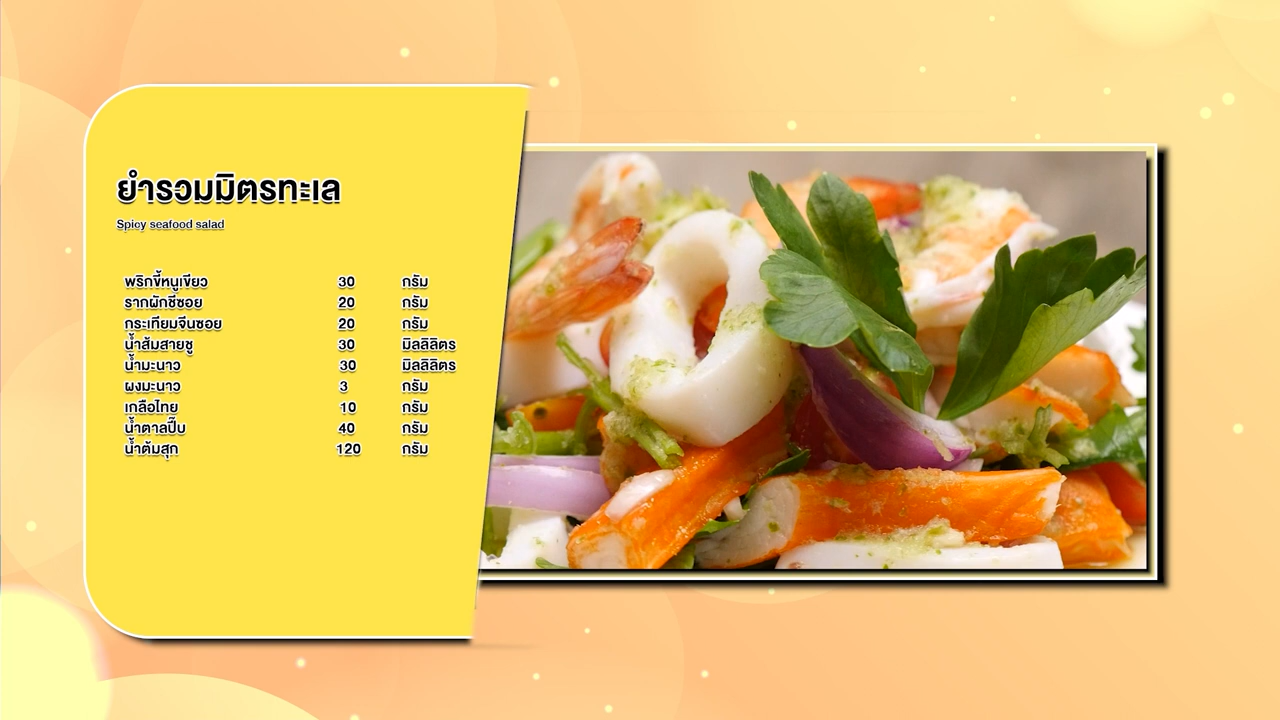 ยำรวมมิตรทะเล
Spicy seafood salad
พริกขี้หนูเขียว 30 กรัม
รากผักชีซอย 20 กรัม
กระเทียมจีนซอย 20 กรัม
น้ำส้มสายชู 30 มิลลิลิตร
น้ำมะนาว 30 มิลลิลิตร
ผงมะนาว 3 กรัม
เกลือไทย 10 กรัม
น้ำตาลปี๊บ 40 กรัม
น้ำต้มสุก 120 กรัม